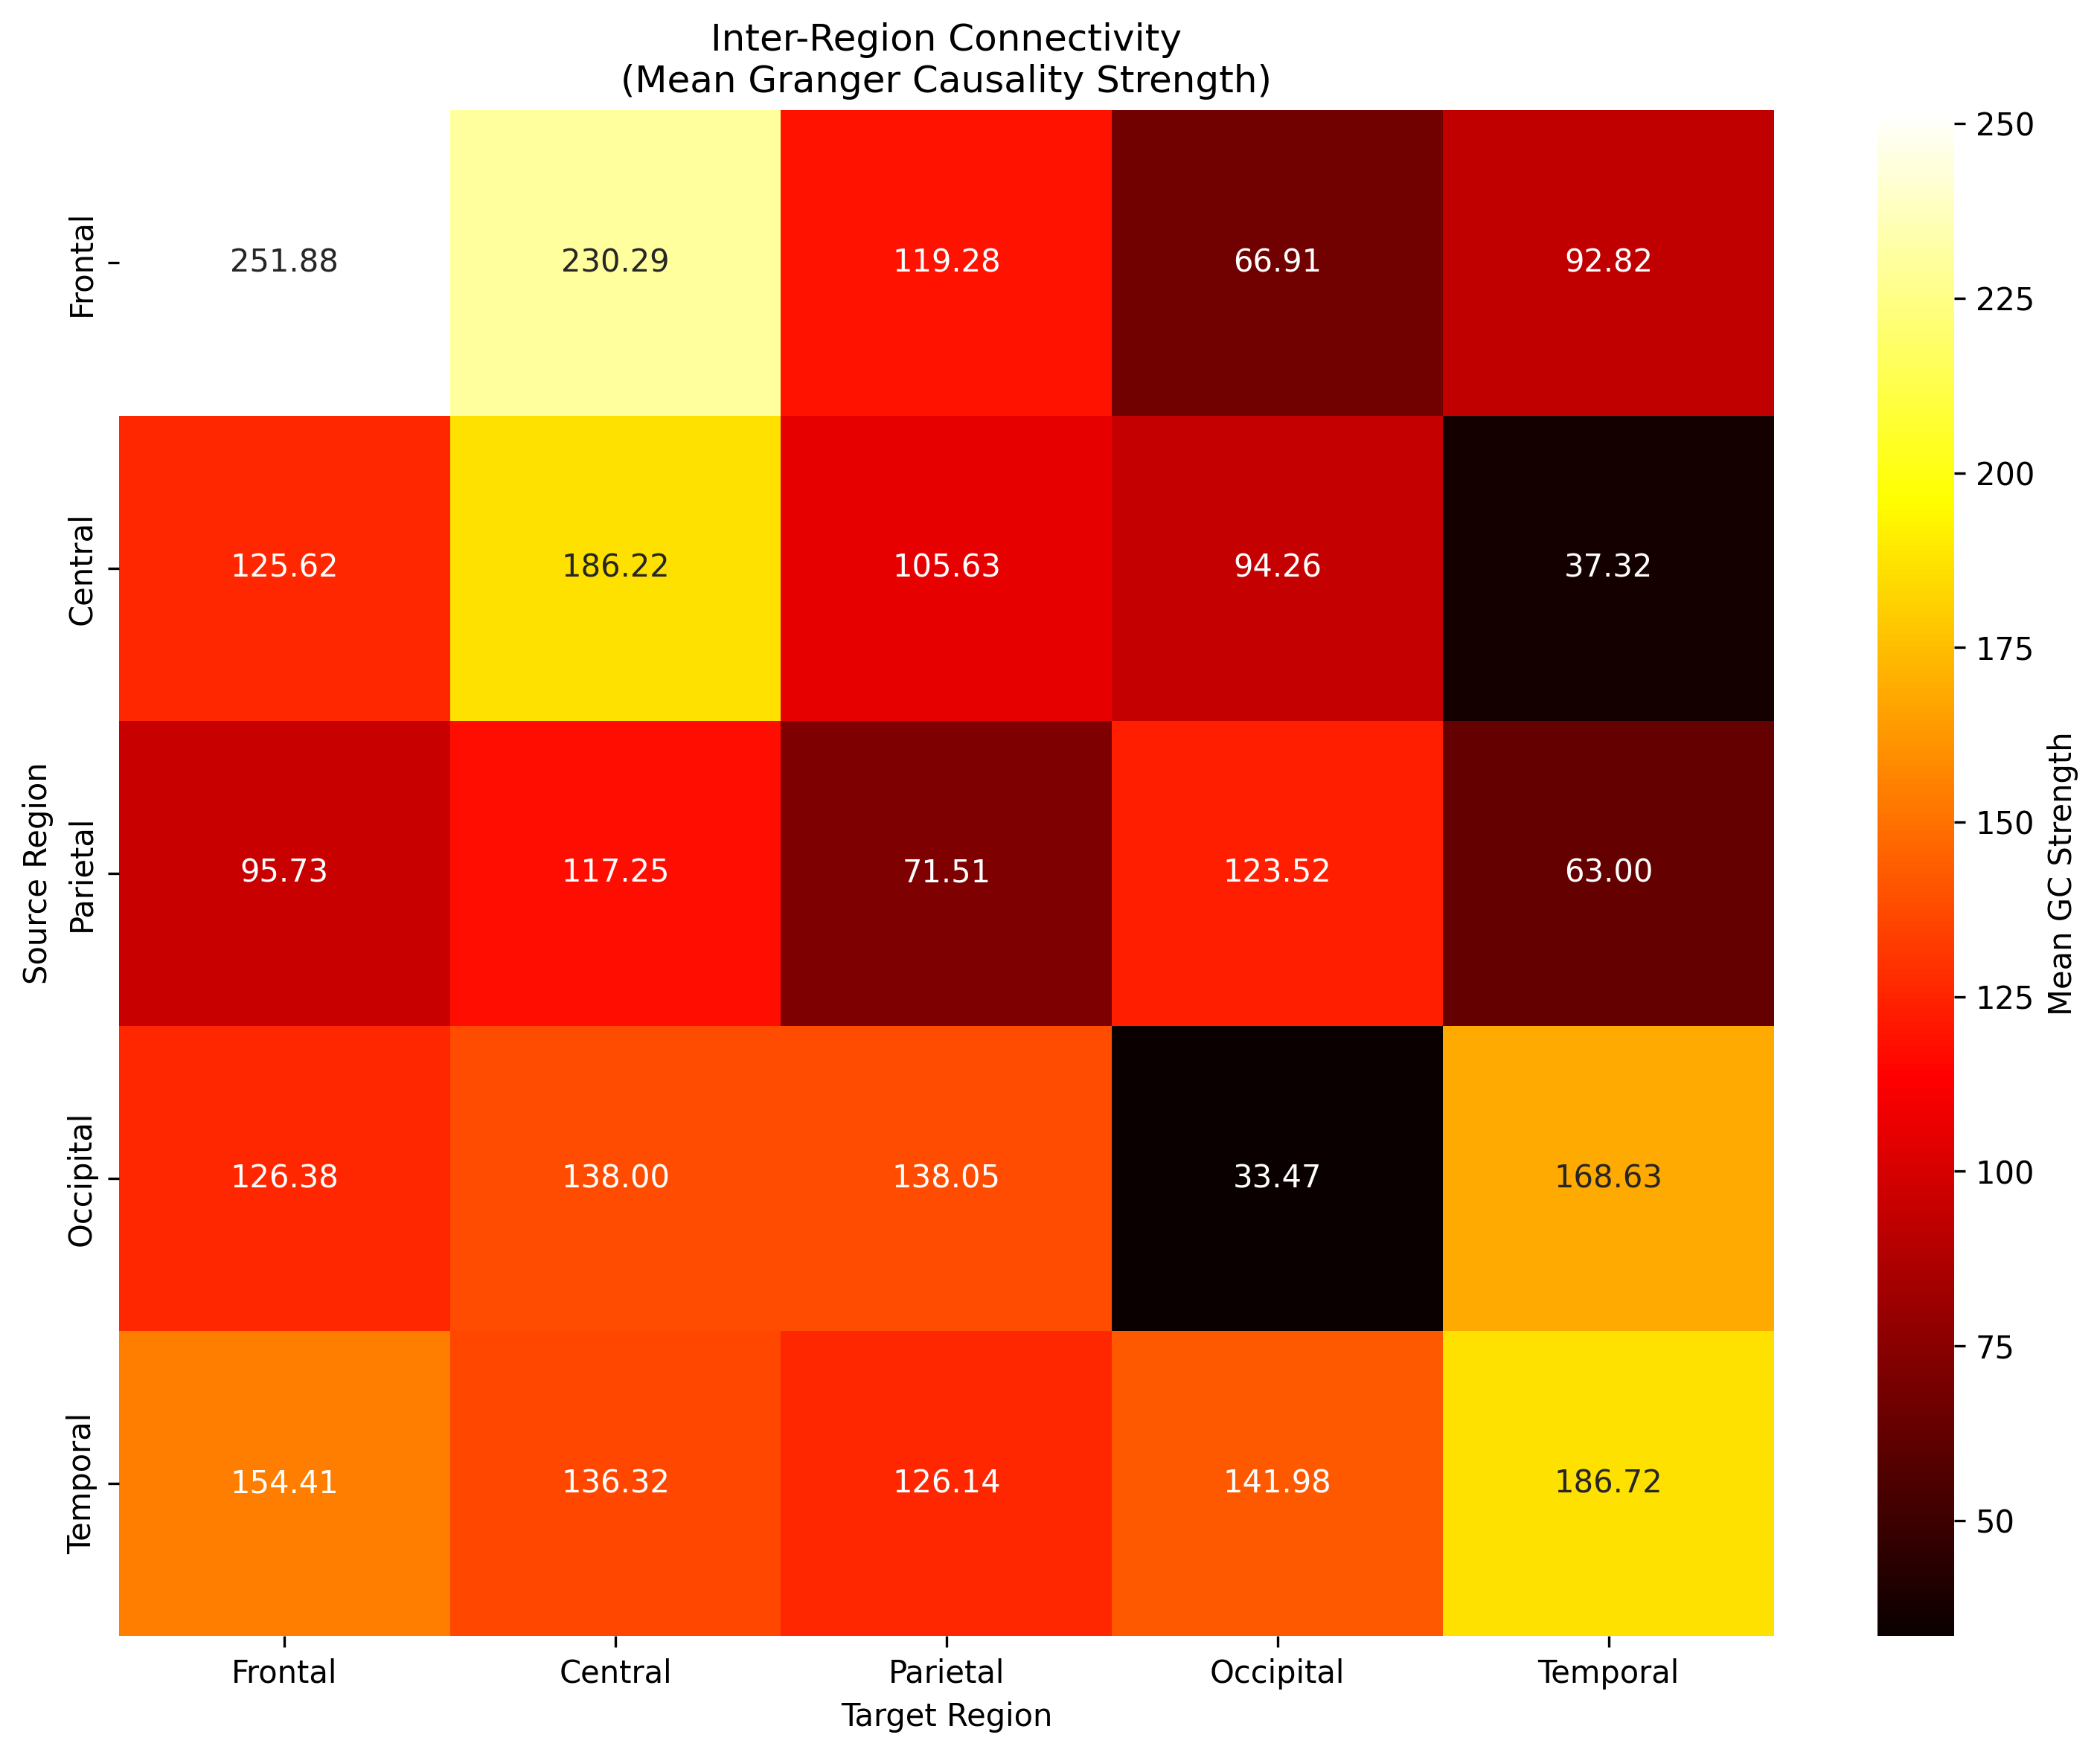 Inter-Region Connectivity
(Mean Granger Causality Strength)
Source Region
Frontal
251.88 230.29 119.28 66.91 92.82
Central
125.62 186.22 105.63 94.26 37.32
Parietal
95.73 117.25 71.51 123.52 63.00
Occipital
126.38 138.00 138.05 33.47 168.63
Temporal
154.41 136.32 126.14 141.98 186.72
Frontal Central Parietal Occipital Temporal
Target Region
250
225
200
175
150
125
100
75
50
Mean GC Strength